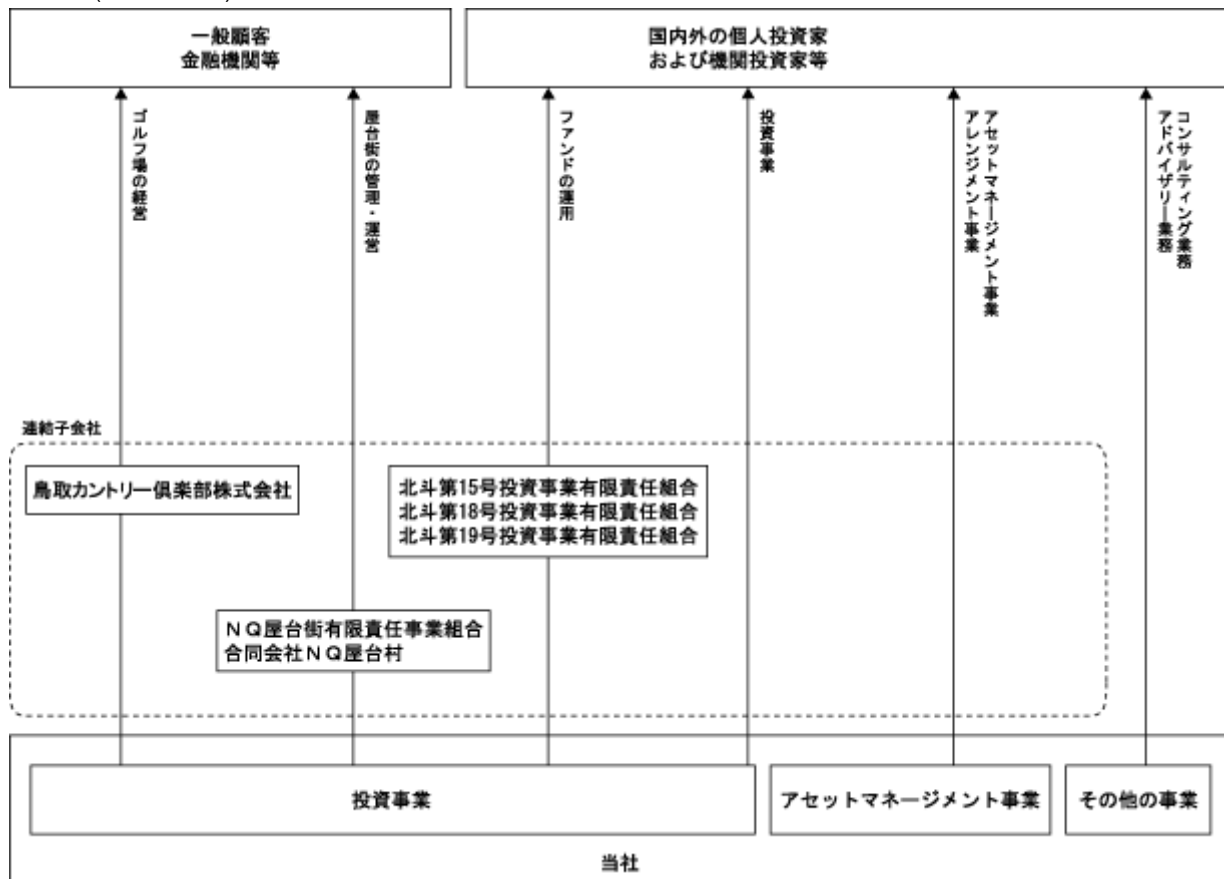 一般顧客
金融機関等
国内外の個人投資家
および機関投資家等
ゴルフ場の経営
屋台街の管理・運営
ファンドの運用
投資事業
アセットマネージメント事業
アレンジメント事業
コンサルティング業務
アドバイザリー業務
連結子会社
鳥取カントリー倶楽部株式会社
北斗第15号投資事業有限責任組合
北斗第18号投資事業有限責任組合
北斗第19号投資事業有限責任組合
ＮＱ屋台街有限責任事業組合
合同会社ＮＱ屋台村
投資事業
アセットマネージメント事業
その他の事業
当社